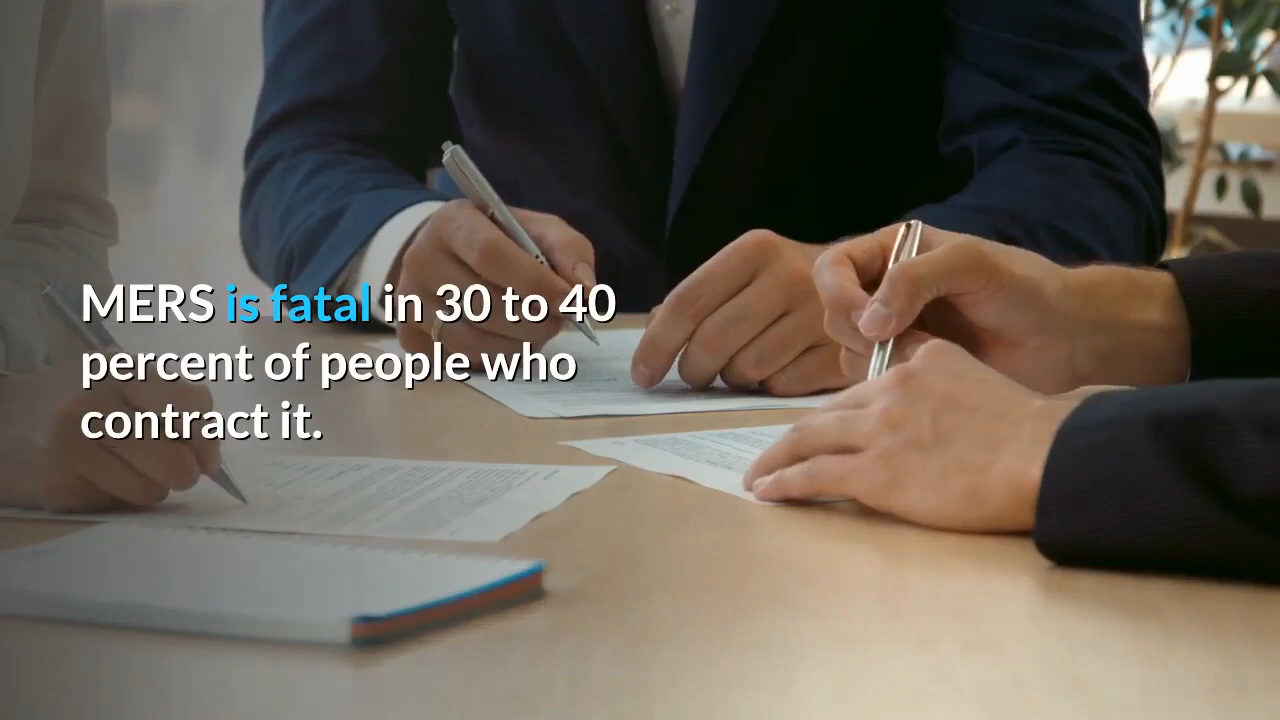 MERS is fatal in 30 to 40
percent of people who
contract it.